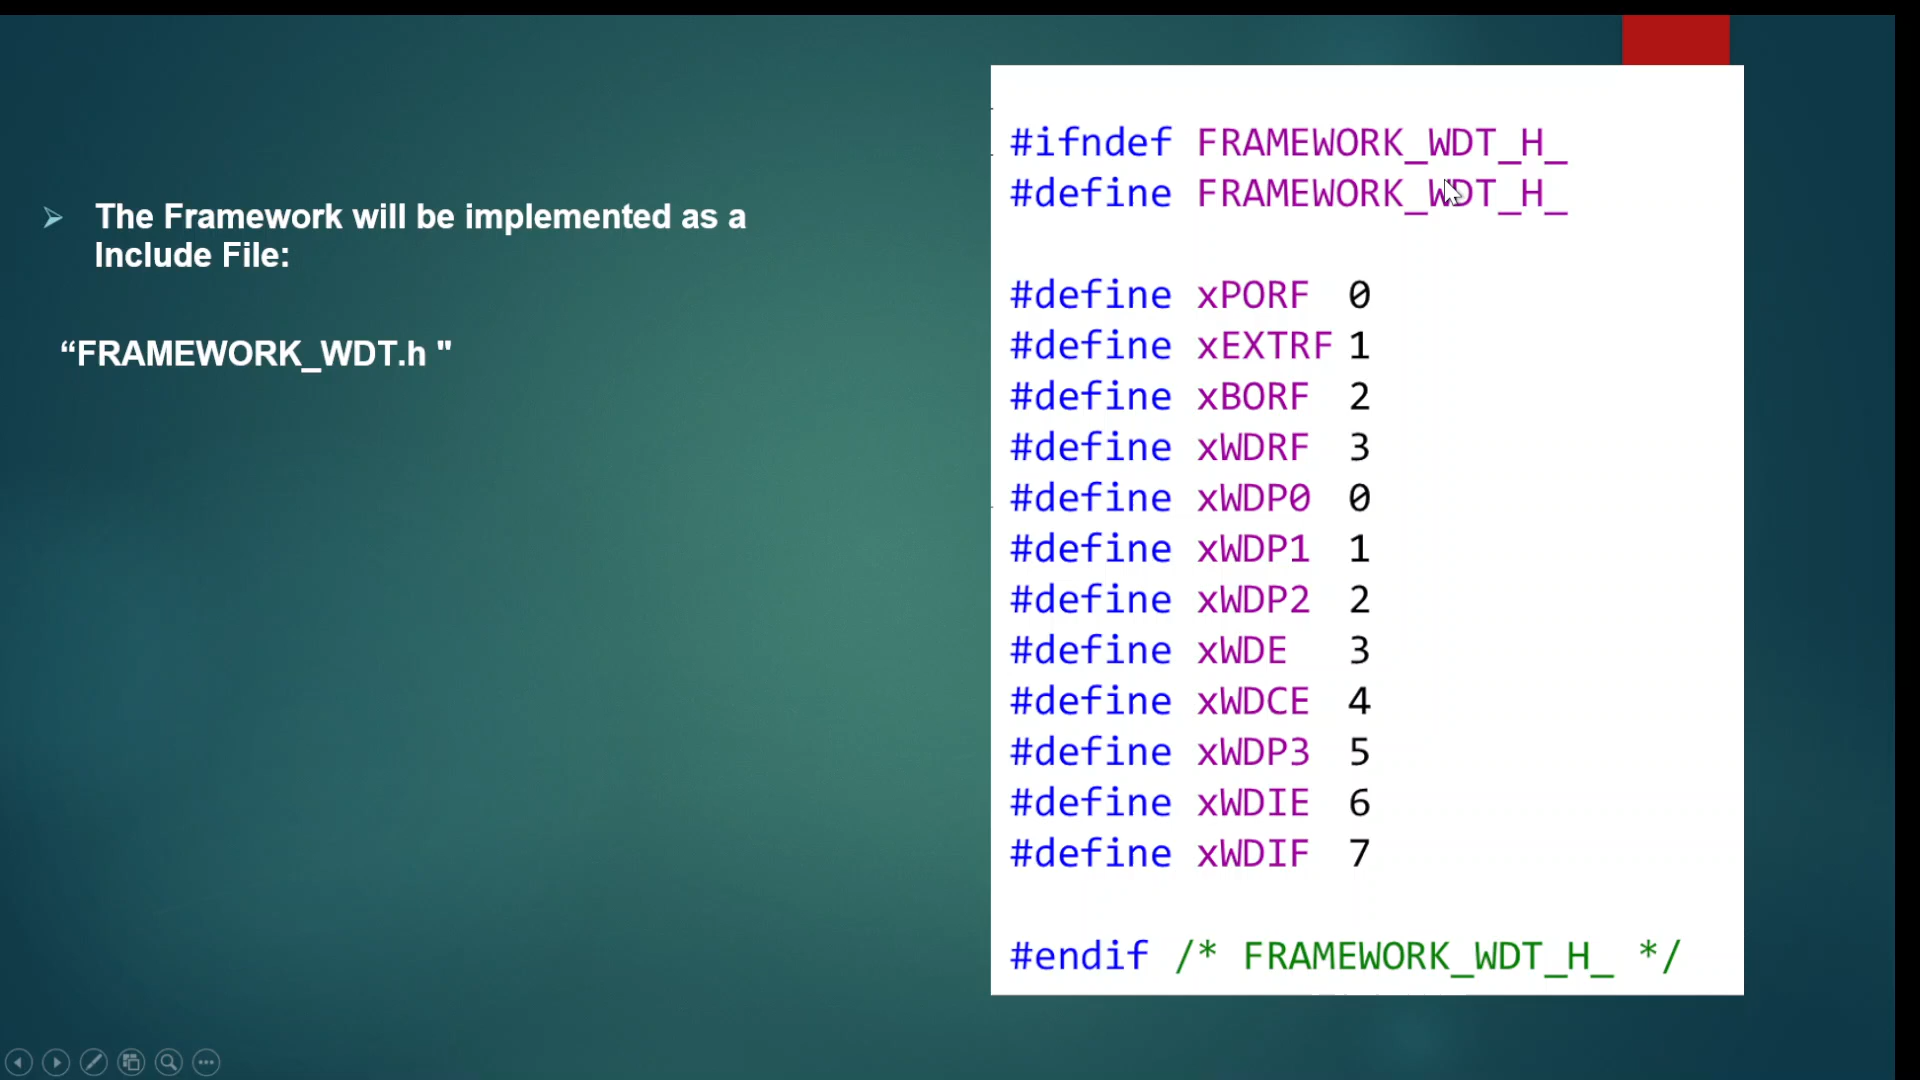 The Framework will be implemented as a
Include File:
“FRAMEWORK_WDT.h "
#ifndef FRAMEWORK_WDT_H_
#define FRAMEWORK_WDT_H_
#define xPORF 0
#define xEXTRF 1
#define xBORF 2
#define xWDRF 3
#define xWDP0 0
#define xWDP1 1
#define xWDP2 2
#define xWDE 3
#define xWDCE 4
#define xWDP3 5
#define xWDIE 6
#define xWDIF 7
#endif /* FRAMEWORK_WDT_H_ */